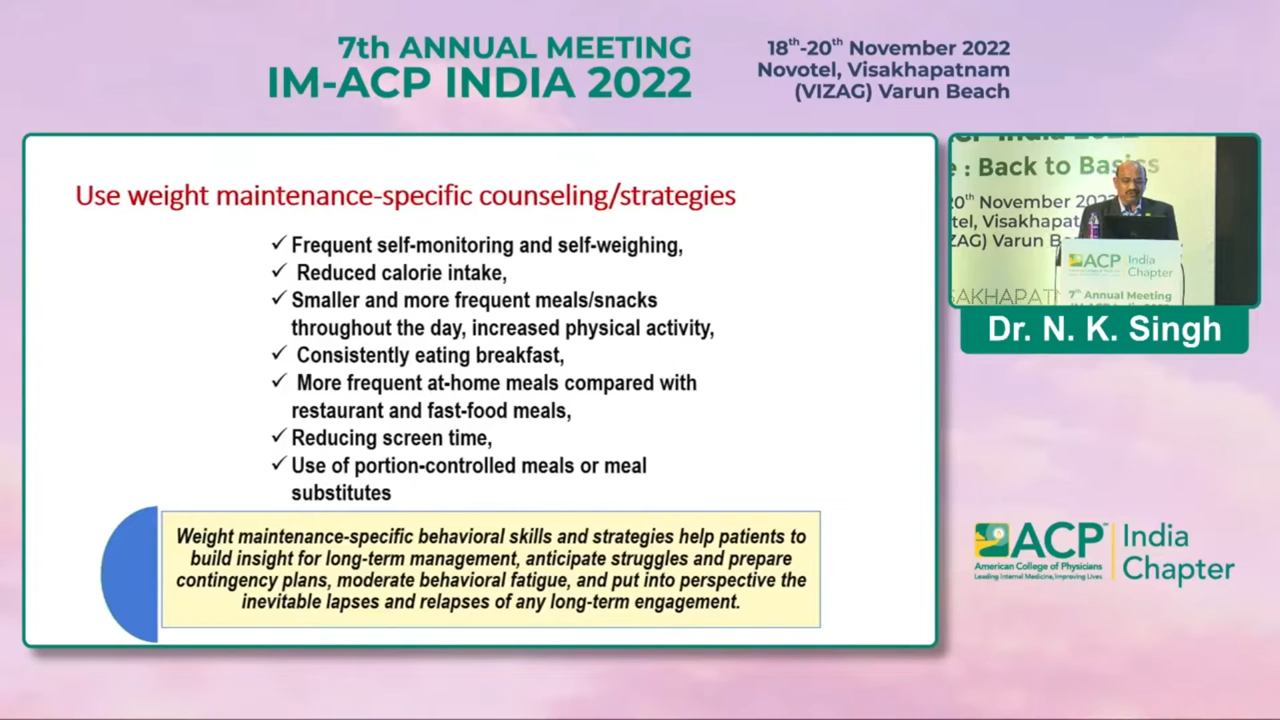 7th ANNUAL MEETING
IM-ACP INDIA 2022
18th-20th November 2022
Novotel, Visakhapatnam
(VIZAG) Varun Beach
Use weight maintenance-specific counseling/strategies
✓ Frequent self-monitoring and self-weighing,
✓ Reduced calorie intake,
✓ Smaller and more frequent meals/snacks
throughout the day, increased physical activity,
✓ Consistently eating breakfast,
✓ More frequent at-home meals compared with
restaurant and fast-food meals,
✓ Reducing screen time,
✓ Use of portion-controlled meals or meal
substitutes
Weight maintenance-specific behavioral skills and strategies help patients to
build insight for long-term management, anticipate struggles and prepare
contingency plans, moderate behavioral fatigue, and put into perspective the
inevitable lapses and relapses of any long-term engagement.
: Back to Basics
November 2022
Visakhapat
Varun B
ACP India
Chapter
7th Annual Meeting
Dr. N. K. Singh
ACP
American College of Physicians
Leading Internal Medicine, Improving Lives
India
Chapter